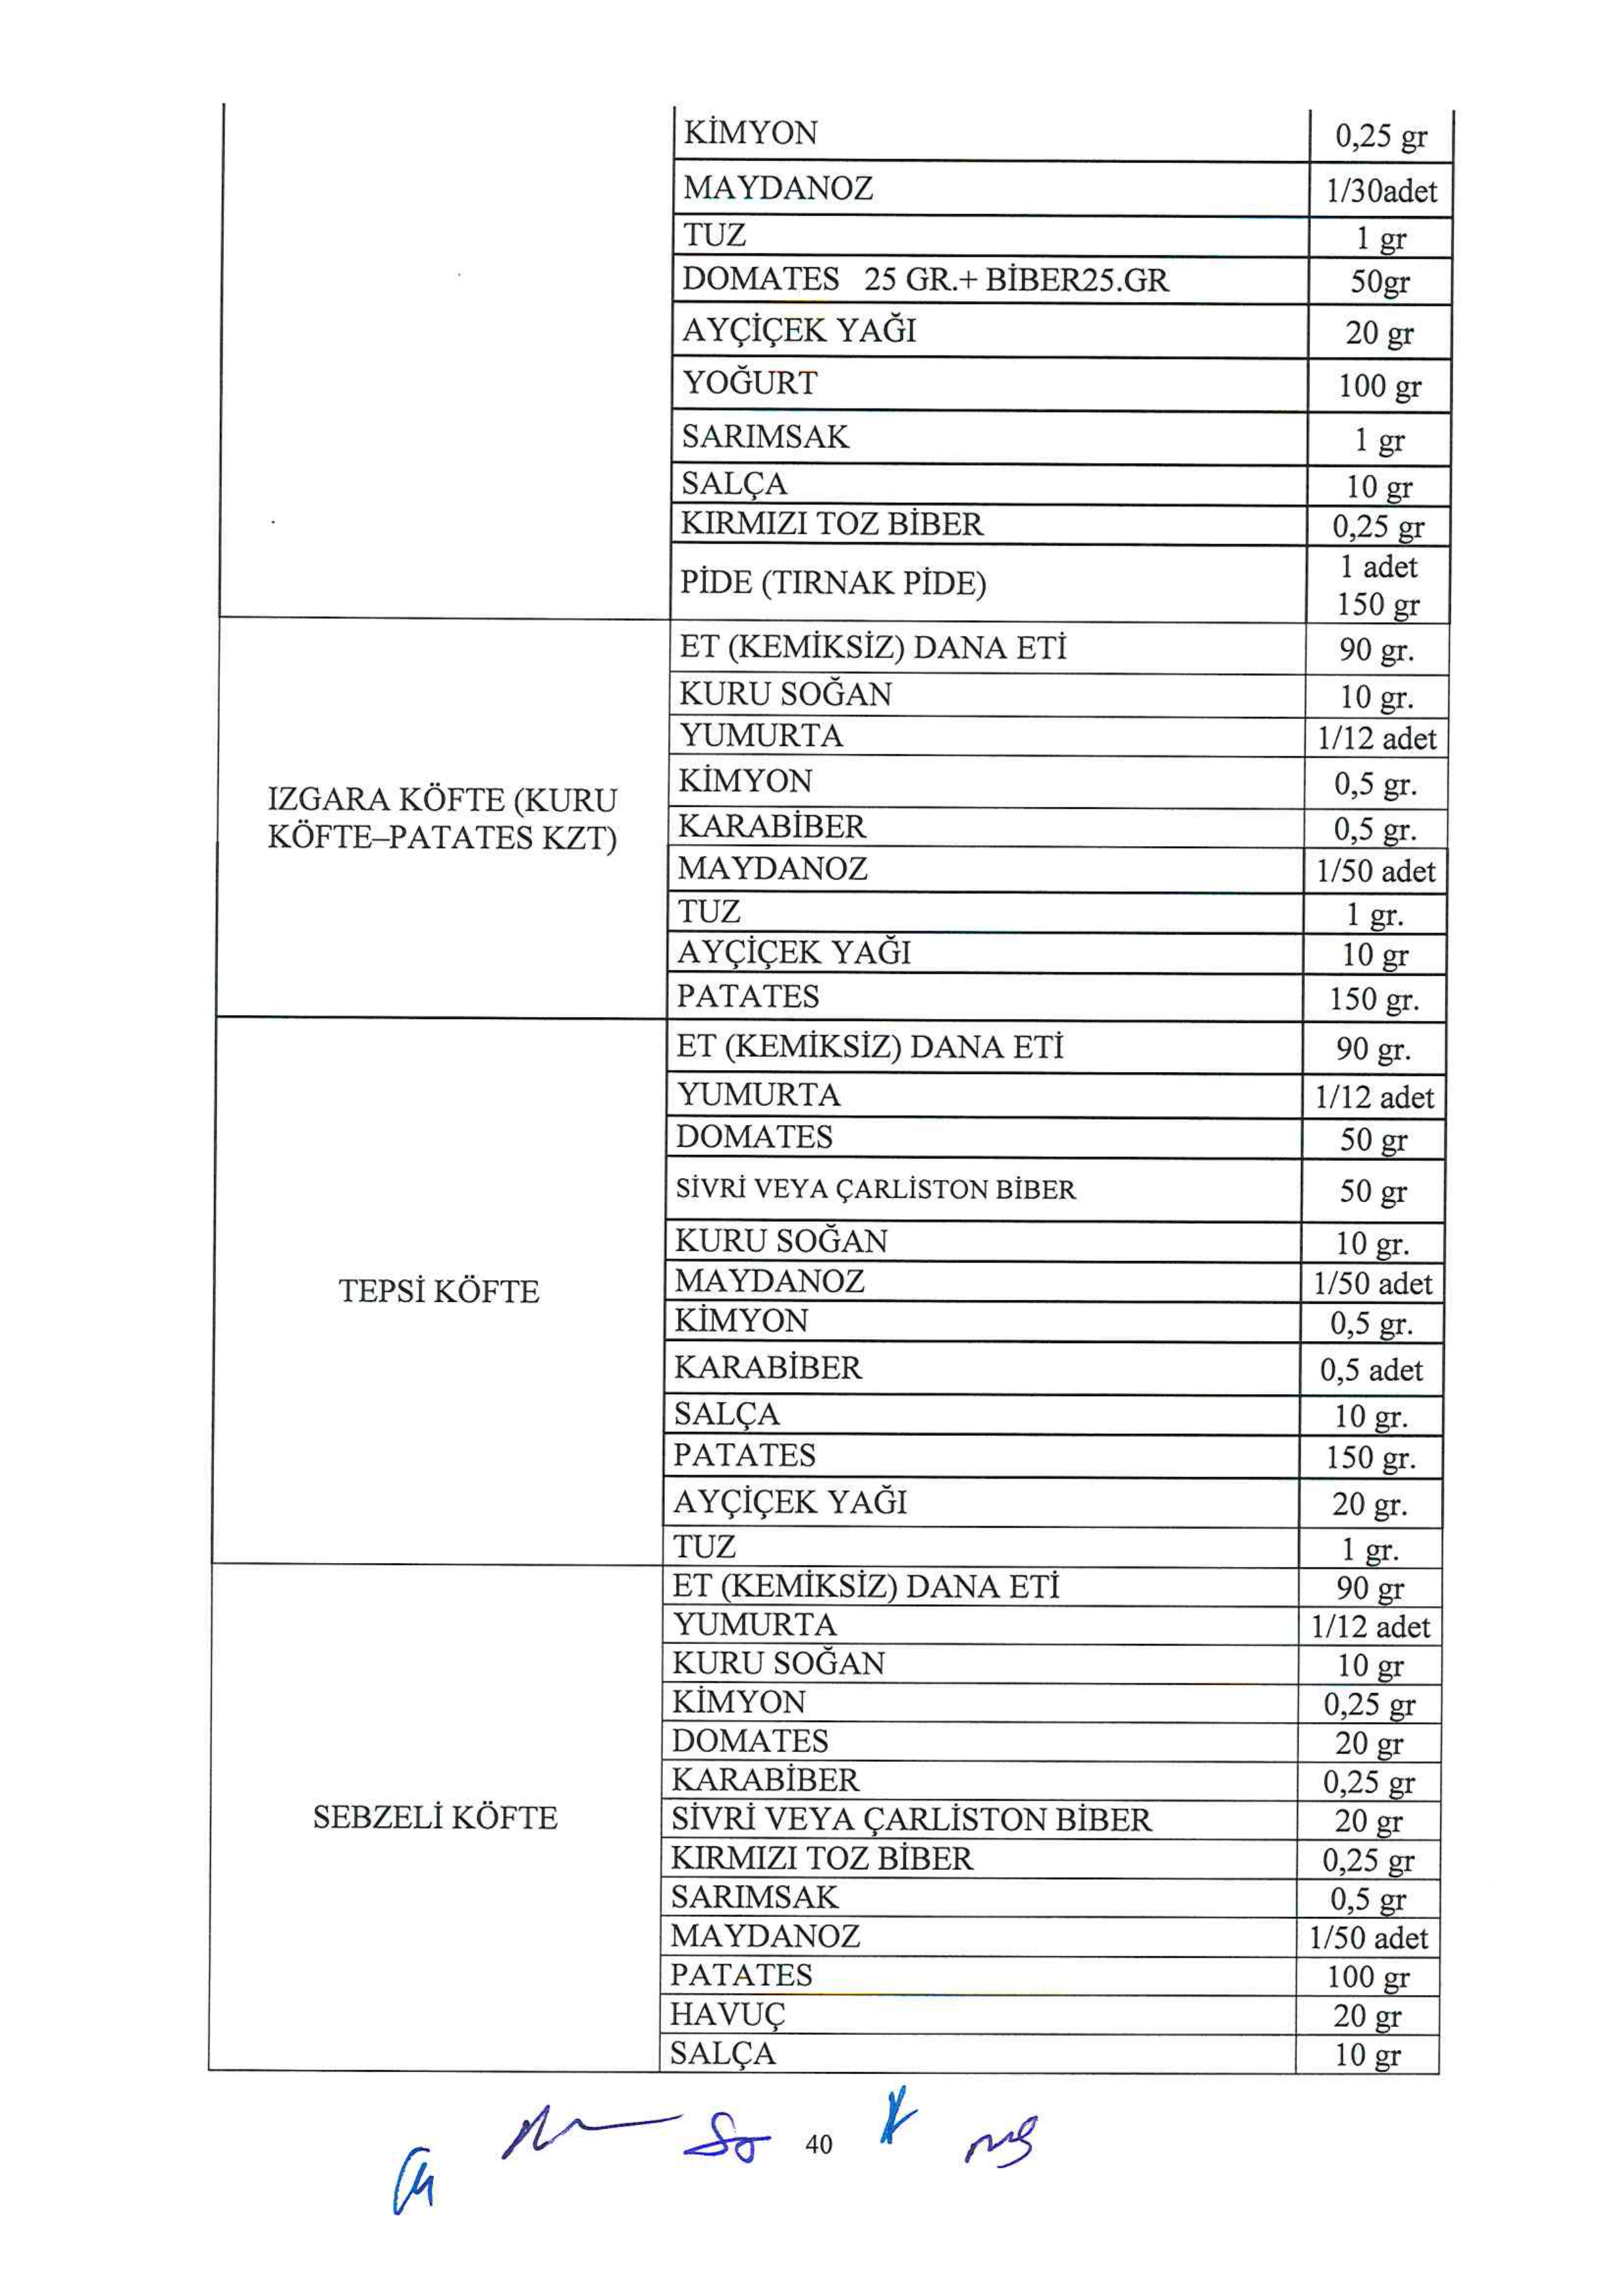 KİMYON 0,25 gr
MAYDANOZ 1/30adet
TUZ 1 gr
DOMATES 25 GR.+ BİBER25.GR 50gr
AYÇİÇEK YAĞI 20 gr
YOĞURT 100 gr
SARIMSAK 1 gr
SALÇA 10 gr
KIRMIZI TOZ BİBER 0,25 gr
PİDE (TIRNAK PİDE) 1 adet
150 gr
IZGARA KÖFTE (KURU
KÖFTE–PATATES KZT)
ET (KEMİKSİZ) DANA ETİ 90 gr.
KURU SOĞAN 10 gr.
YUMURTA 1/12 adet
KİMYON 0,5 gr.
KARABİBER 0,5 gr.
MAYDANOZ 1/50 adet
TUZ 1 gr.
AYÇİÇEK YAĞI 10 gr
PATATES 150 gr.
TEPSİ KÖFTE
ET (KEMİKSİZ) DANA ETİ 90 gr.
YUMURTA 1/12 adet
DOMATES 50 gr
SİVRİ VEYA ÇARLİSTON BİBER 50 gr
KURU SOĞAN 10 gr.
MAYDANOZ 1/50 adet
KİMYON 0,5 gr.
KARABİBER 0,5 adet
SALÇA 10 gr.
PATATES 150 gr.
AYÇİÇEK YAĞI 20 gr.
TUZ 1 gr.
SEBZELİ KÖFTE
ET (KEMİKSİZ) DANA ETİ 90 gr
YUMURTA 1/12 adet
KURU SOĞAN 10 gr
KİMYON 0,25 gr
DOMATES 20 gr
KARABİBER 0,25 gr
SİVRİ VEYA ÇARLİSTON BİBER 20 gr
KIRMIZI TOZ BİBER 0,25 gr
SARIMSAK 0,5 gr
MAYDANOZ 1/50 adet
PATATES 100 gr
HAVUÇ 20 gr
SALÇA 10 gr
40